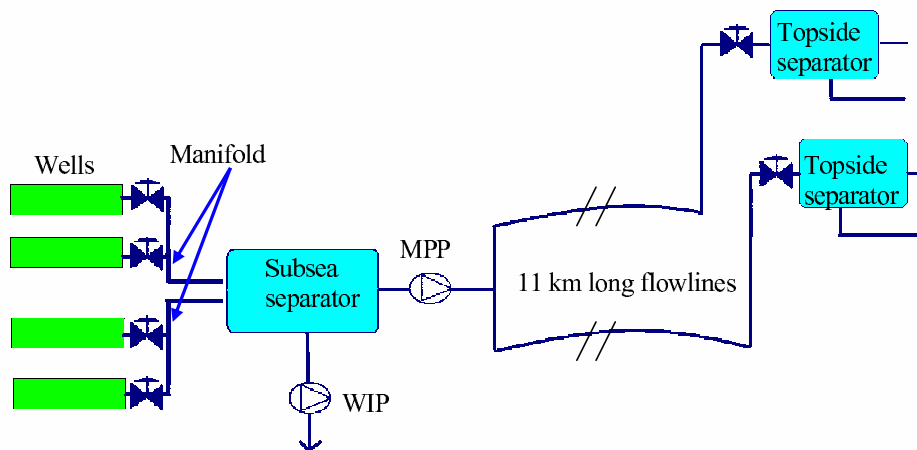 Topside
separator
Wells
Manifold
Topside
separator
Subsea
separator
MPP
11 km long flowlines
WIP